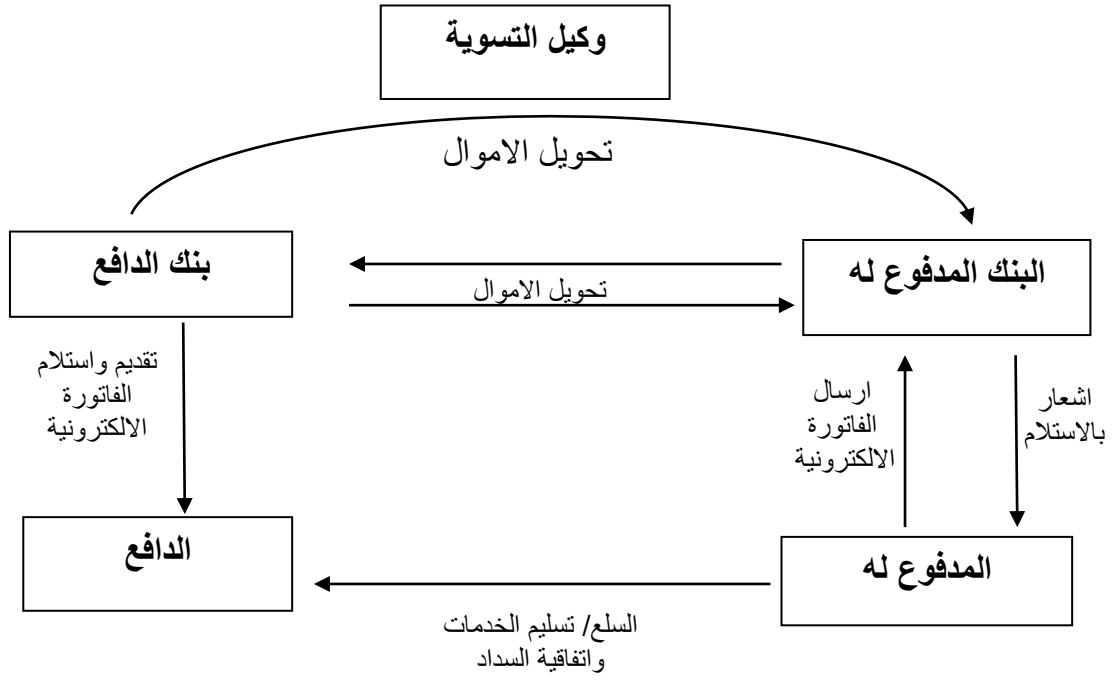 وكيل التسوية
تحويل الاموال
البنك المدفوع له
بنك الدافع
تحويل الاموال
اشعار
بالاستلام
ارسال
الفاتورة
الالكترونية
تقديم واستلام
الفاتورة
الالكترونية
المدفوع له
الدافع
السلع/ تسليم الخدمات
واتفاقية السداد